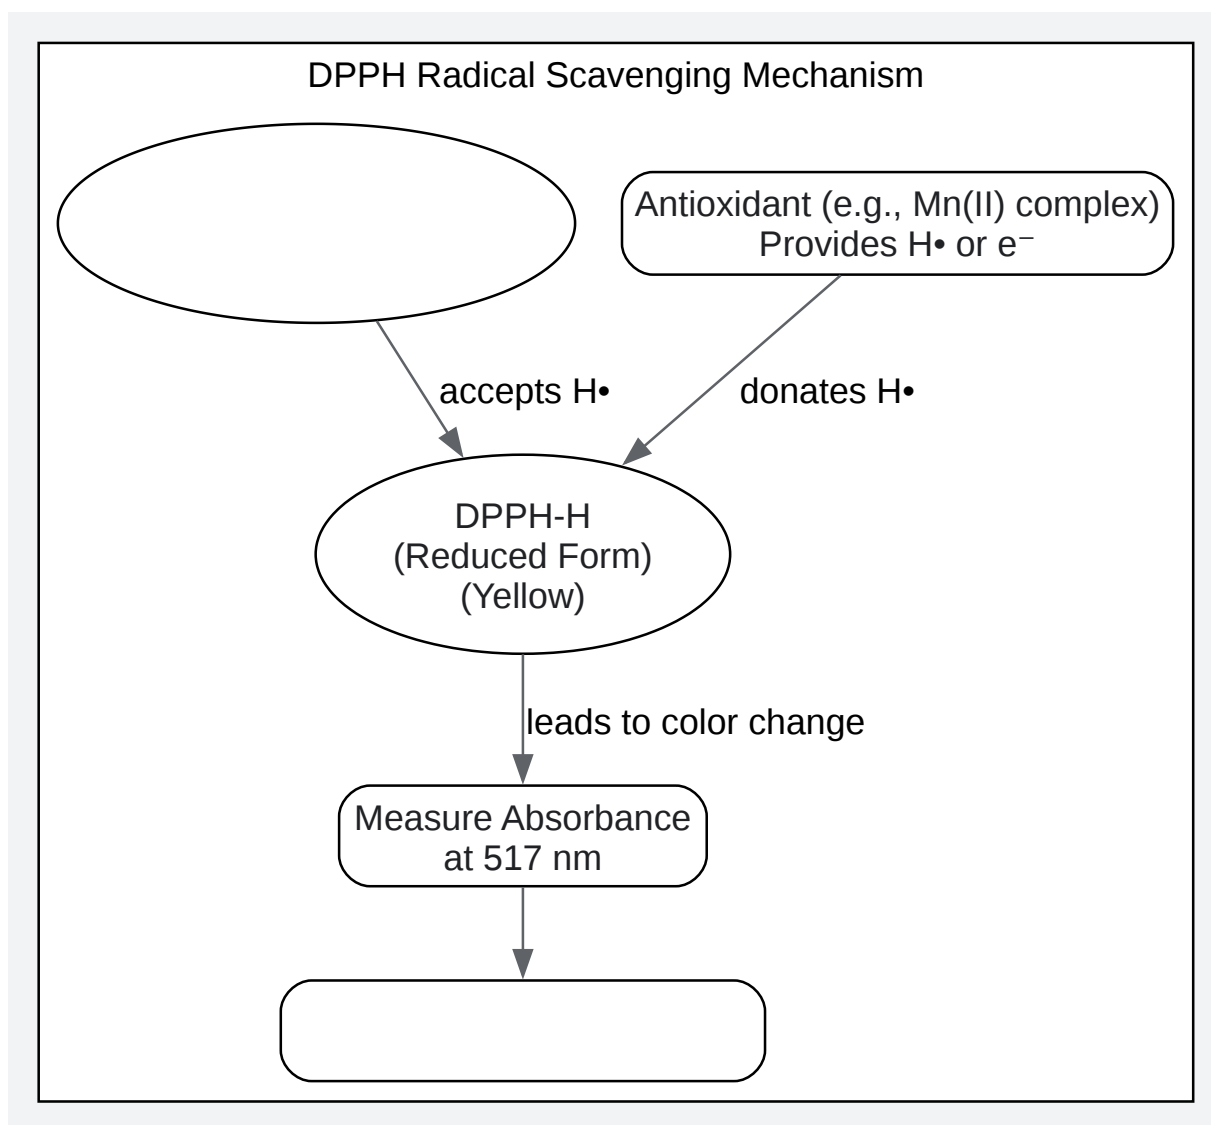 DPPH Radical Scavenging Mechanism
Antioxidant (e.g., Mn(II) complex)
Provides H• or e⁻
accepts H•
donates H•
DPPH-H
(Reduced Form)
(Yellow)
leads to color change
Measure Absorbance
at 517 nm